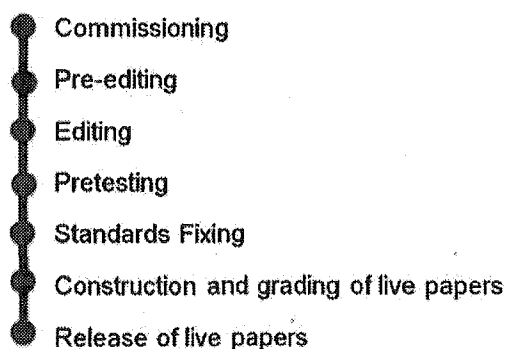 Commissioning
Pre-editing
Editing
Pretesting
Standards Fixing
Construction and grading of live papers
Release of live papers